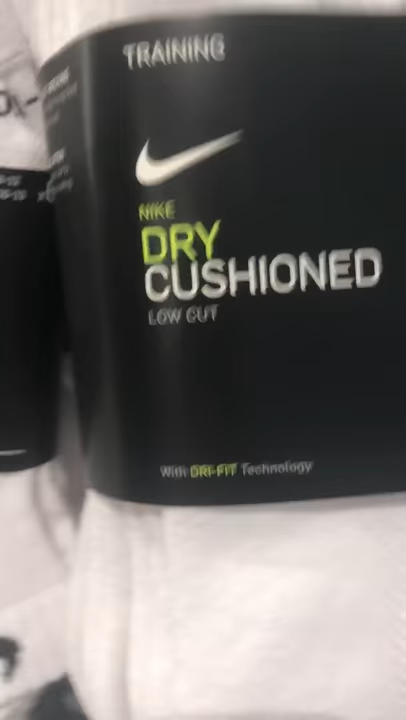 TRAINING
NIKE
DRY
CUSHIONED
LOW CUT
With DRI-FIT Technology